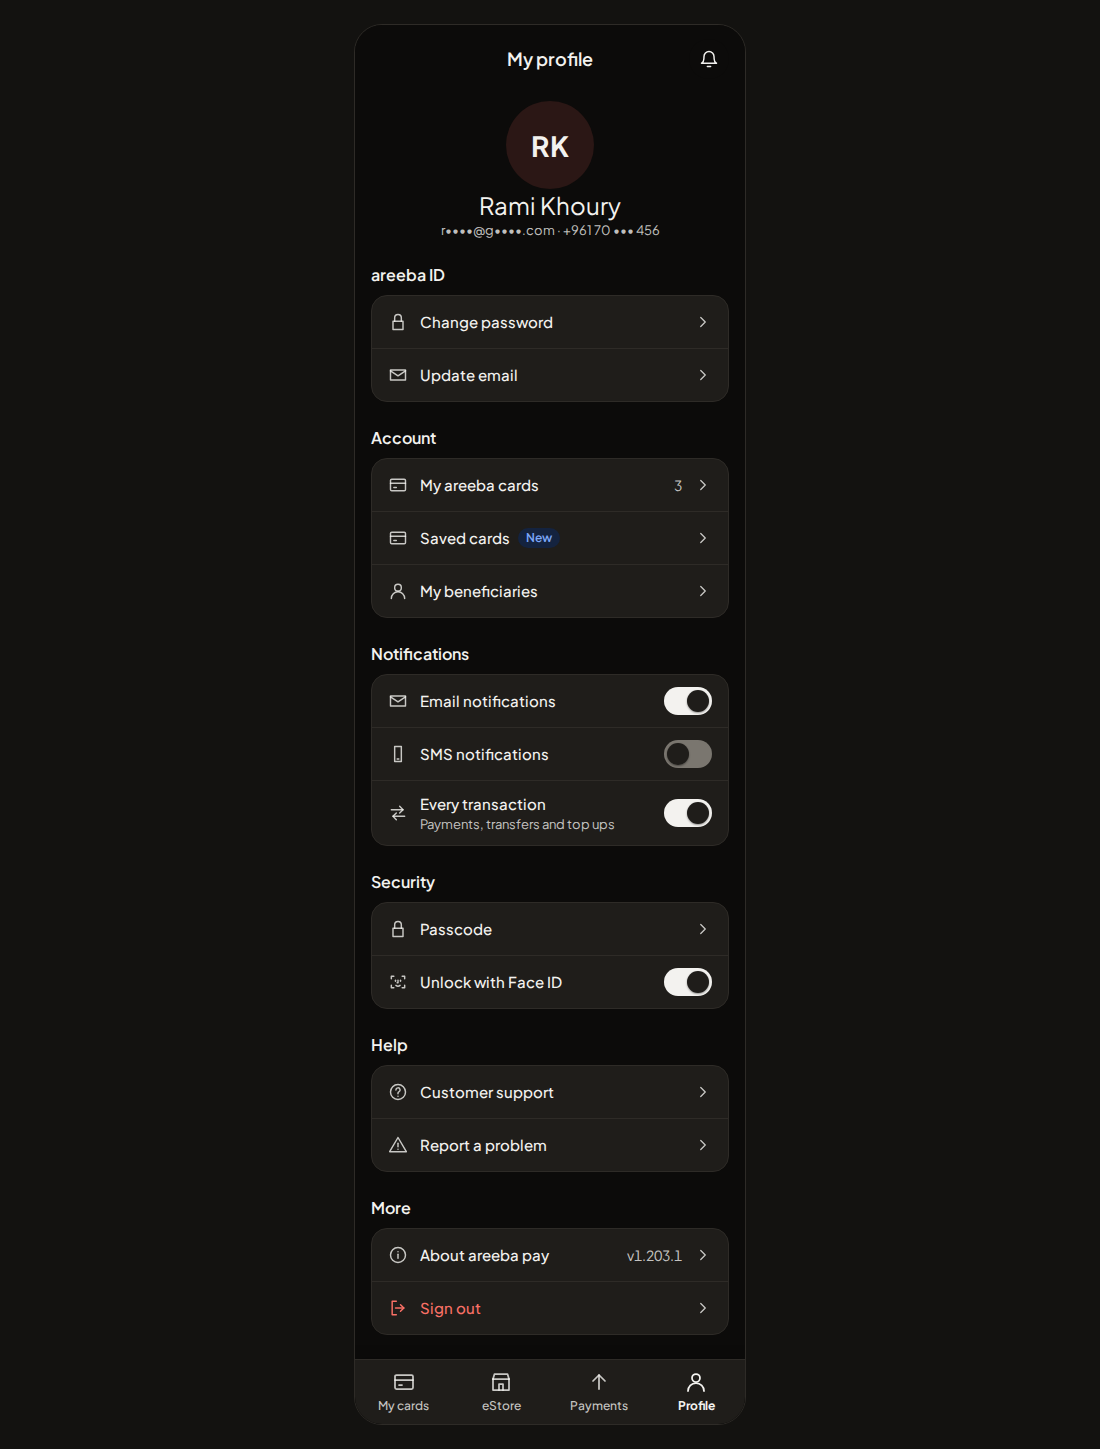 My profile
RK
Rami Khoury
r••••@g••••.com · +961 70 ••• 456
areeba ID
Change password
Update email
Account
My areeba cards 3
Saved cards New
My beneficiaries
Notifications
Email notifications
SMS notifications
Every transaction
Payments, transfers and top ups
Security
Passcode
Unlock with Face ID
Help
Customer support
Report a problem
More
About areeba pay v1.203.1
Sign out
My cards eStore Payments Profile